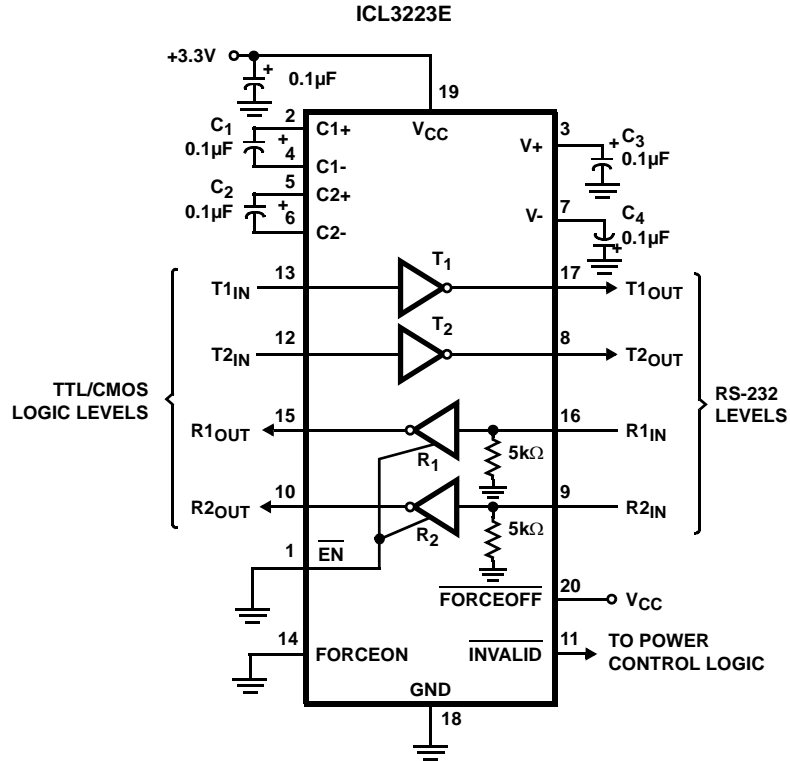 ICL3223E
+3.3V
+
0.1µF
19
2
C1+
VCC
3
V+
+
C3
0.1µF
C1
0.1µF
+
4
C1-
5
C2+
C2
0.1µF
+
6
C2-
7
V-
C4
0.1µF
+
T1IN
13
T1
17
T1OUT
T2IN
12
T2
8
T2OUT
TTL/CMOS
LOGIC LEVELS
RS-232
LEVELS
R1OUT
15
R1
16
R1IN
5kΩ
R2OUT
10
R2
9
R2IN
5kΩ
1
EN
FORCEOFF
20
VCC
14
FORCEON
INVALID
11
TO POWER
CONTROL LOGIC
GND
18